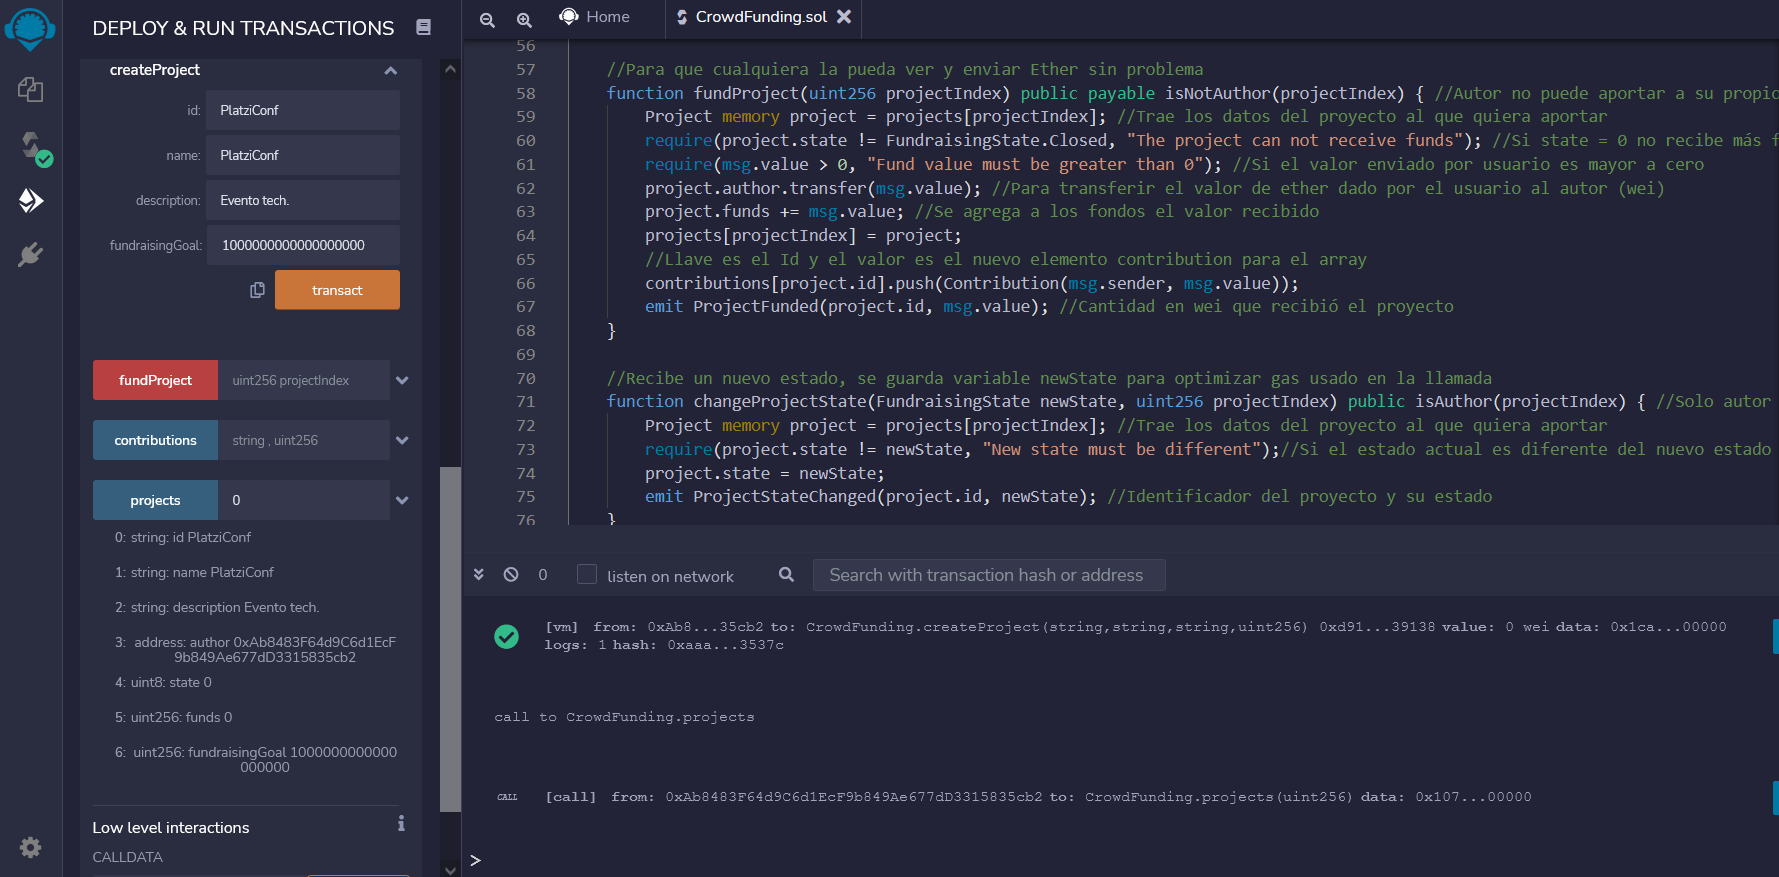 DEPLOY & RUN TRANSACTIONS
createProject
id: PlatziConf
name: PlatziConf
description: Evento tech.
fundraisingGoal: 1000000000000000000
transact
fundProject uint256 projectIndex
contributions string , uint256
projects 0
0: string: id PlatziConf
1: string: name PlatziConf
2: string: description Evento tech.
3: address: author 0xAb8483F64d9C6d1EcF
9b849Ae677dD3315835cb2
4: uint8: state 0
5: uint256: funds 0
6: uint256: fundraisingGoal 1000000000000
000000
Low level interactions
CALLDATA
Home
CrowdFunding.sol
56
57 //Para que cualquiera la pueda ver y enviar Ether sin problema
58 function fundProject(uint256 projectIndex) public payable isNotAuthor(projectIndex) { //Autor no puede aportar a su propio
59 Project memory project = projects[projectIndex]; //Trae los datos del proyecto al que quiera aportar
60 require(project.state != FundraisingState.Closed, "The project can not receive funds"); //Si state = 0 no recibe más f
61 require(msg.value > 0, "Fund value must be greater than 0"); //Si el valor enviado por usuario es mayor a cero
62 project.author.transfer(msg.value); //Para transferir el valor de ether dado por el usuario al autor (wei)
63 project.funds += msg.value; //Se agrega a los fondos el valor recibido
64 projects[projectIndex] = project;
65 //Llave es el Id y el valor es el nuevo elemento contribution para el array
66 contributions[project.id].push(Contribution(msg.sender, msg.value));
67 emit ProjectFunded(project.id, msg.value); //Cantidad en wei que recibió el proyecto
68 }
69
70 //Recibe un nuevo estado, se guarda variable newState para optimizar gas usado en la llamada
71 function changeProjectState(FundraisingState newState, uint256 projectIndex) public isAuthor(projectIndex) { //Solo autor
72 Project memory project = projects[projectIndex]; //Trae los datos del proyecto al que quiera aportar
73 require(project.state != newState, "New state must be different");//Si el estado actual es diferente del nuevo estado
74 project.state = newState;
75 emit ProjectStateChanged(project.id, newState); //Identificador del proyecto y su estado
76 }
0 listen on network Search with transaction hash or address
[vm] from: 0xAb8...35cb2 to: CrowdFunding.createProject(string,string,string,uint256) 0xd91...39138 value: 0 wei data: 0x1ca...00000
logs: 1 hash: 0xaaa...3537c
call to CrowdFunding.projects
CALL [call] from: 0xAb8483F64d9C6d1EcF9b849Ae677dD3315835cb2 to: CrowdFunding.projects(uint256) data: 0x107...00000
>